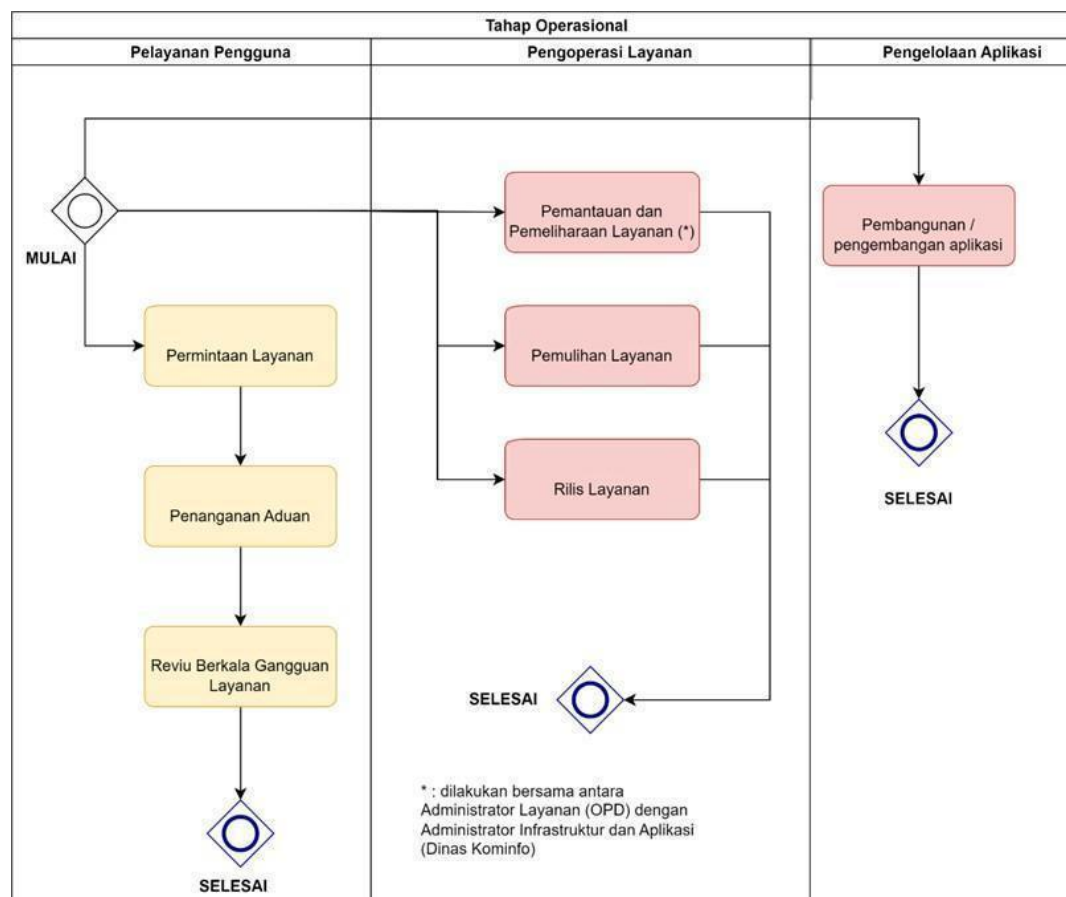 Tahap Operasional
Pelayanan Pengguna
Pengoperasi Layanan
Pengelolaan Aplikasi
MULAI
Pemantauan dan
Pemeliharaan Layanan (*)
Pembangunan /
pengembangan aplikasi
Permintaan Layanan
Pemulihan Layanan
SELESAI
Penanganan Aduan
Rilis Layanan
Reviu Berkala Gangguan
Layanan
SELESAI
* : dilakukan bersama antara
Administrator Layanan (OPD) dengan
Administrator Infrastruktur dan Aplikasi
(Dinas Kominfo)
SELESAI